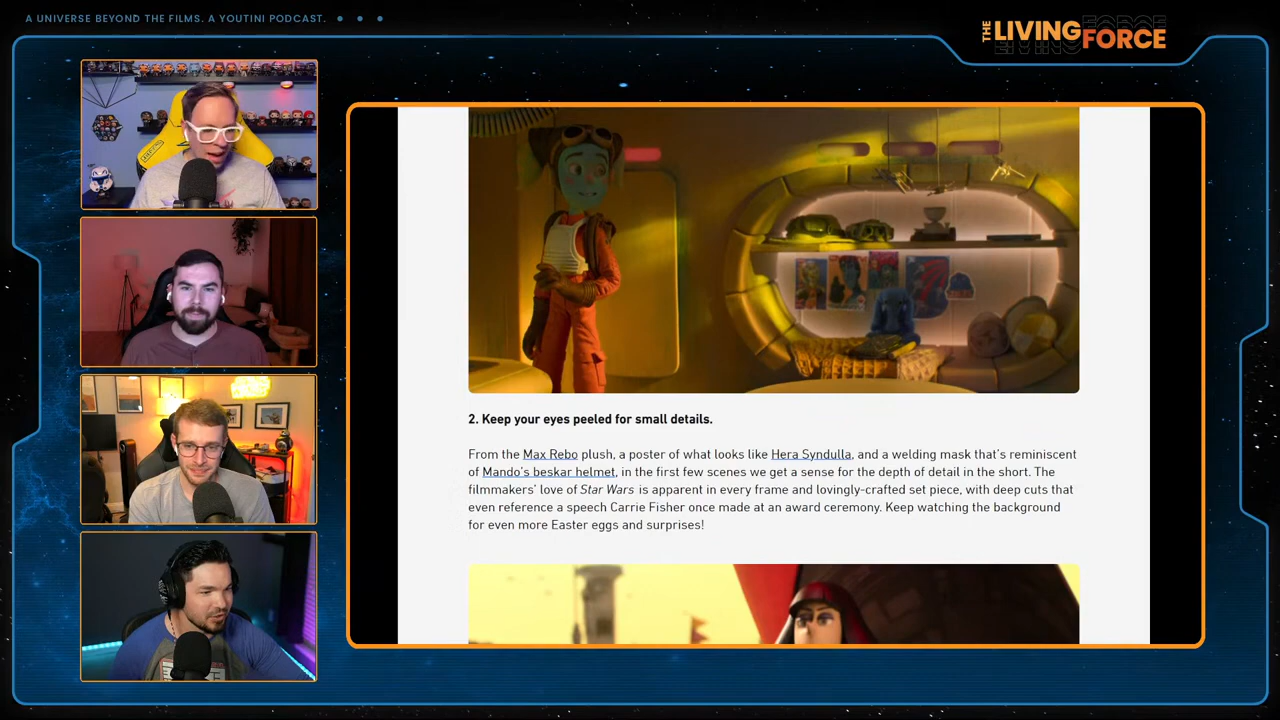 A UNIVERSE BEYOND THE FILMS. A YOUTINI PODCAST.
THE LIVING FORCE
2. Keep your eyes peeled for small details.
From the Max Rebo plush, a poster of what looks like Hera Syndulla, and a welding mask that's reminiscent
of Mando's beskar helmet, in the first few scenes we get a sense for the depth of detail in the short. The
filmmakers' love of Star Wars is apparent in every frame and lovingly-crafted set piece, with deep cuts that
even reference a speech Carrie Fisher once made at an award ceremony. Keep watching the background
for even more Easter eggs and surprises!